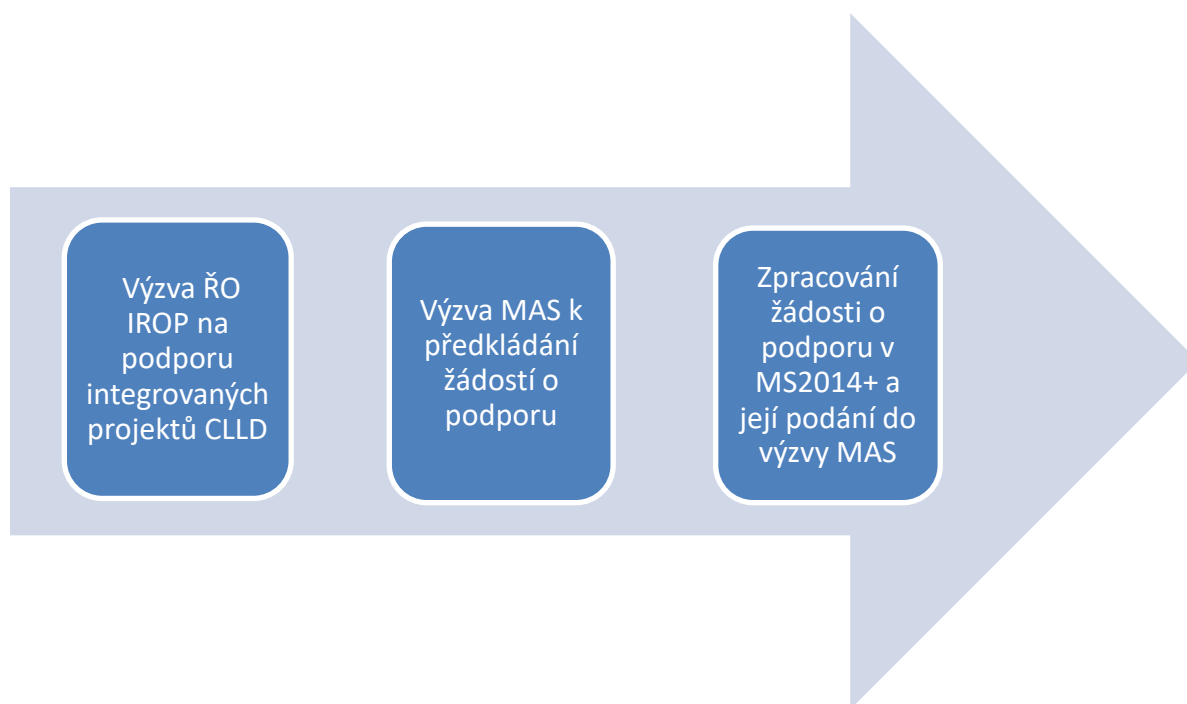 Výzva ŘO
IROP na
podporu
integrovaných
projektů CLLD
Výzva MAS k
předkládání
žádostí o
podporu
Zpracování
žádosti o
podporu v
MS2014+ a
její podání do
výzvy MAS